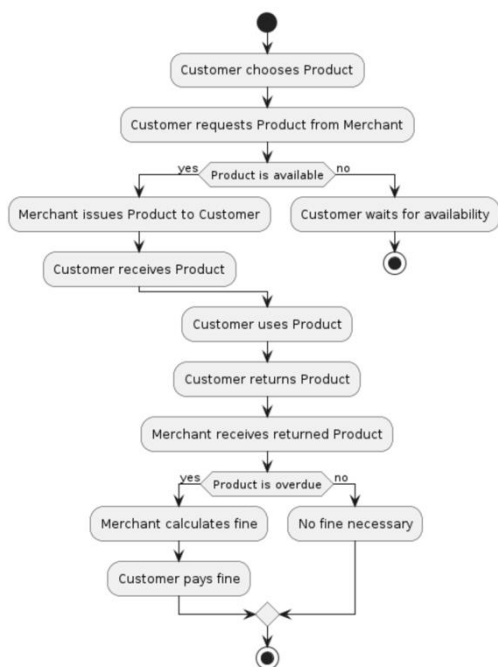 Customer chooses Product
Customer requests Product from Merchant
yes
Product is available
no
Merchant issues Product to Customer
Customer waits for availability
Customer receives Product
Customer uses Product
Customer returns Product
Merchant receives returned Product
yes
Product is overdue
no
Merchant calculates fine
No fine necessary
Customer pays fine